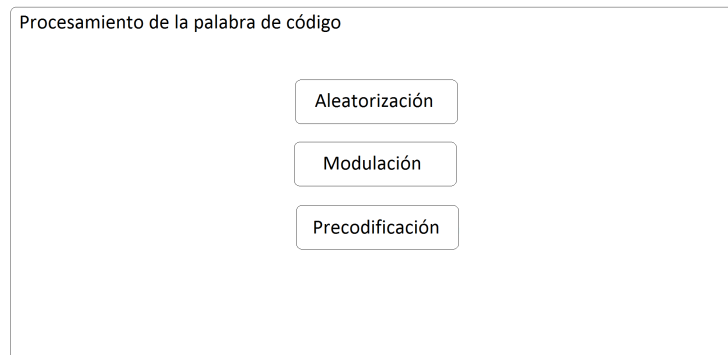 Procesamiento de la palabra de código
Aleatorización
Modulación
Precodificación